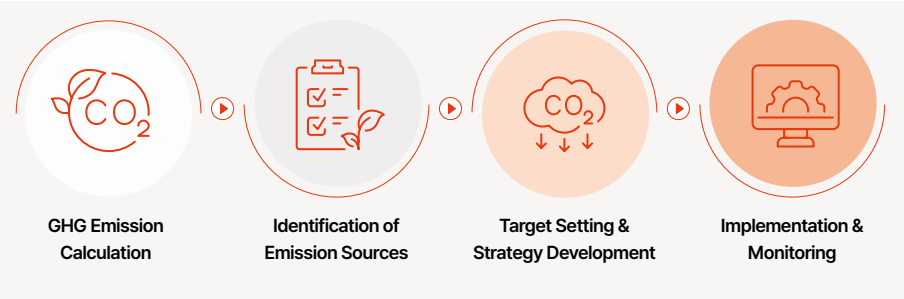 CO2
CO2
GHG Emission
Calculation
Identification of
Emission Sources
Target Setting &
Strategy Development
Implementation &
Monitoring